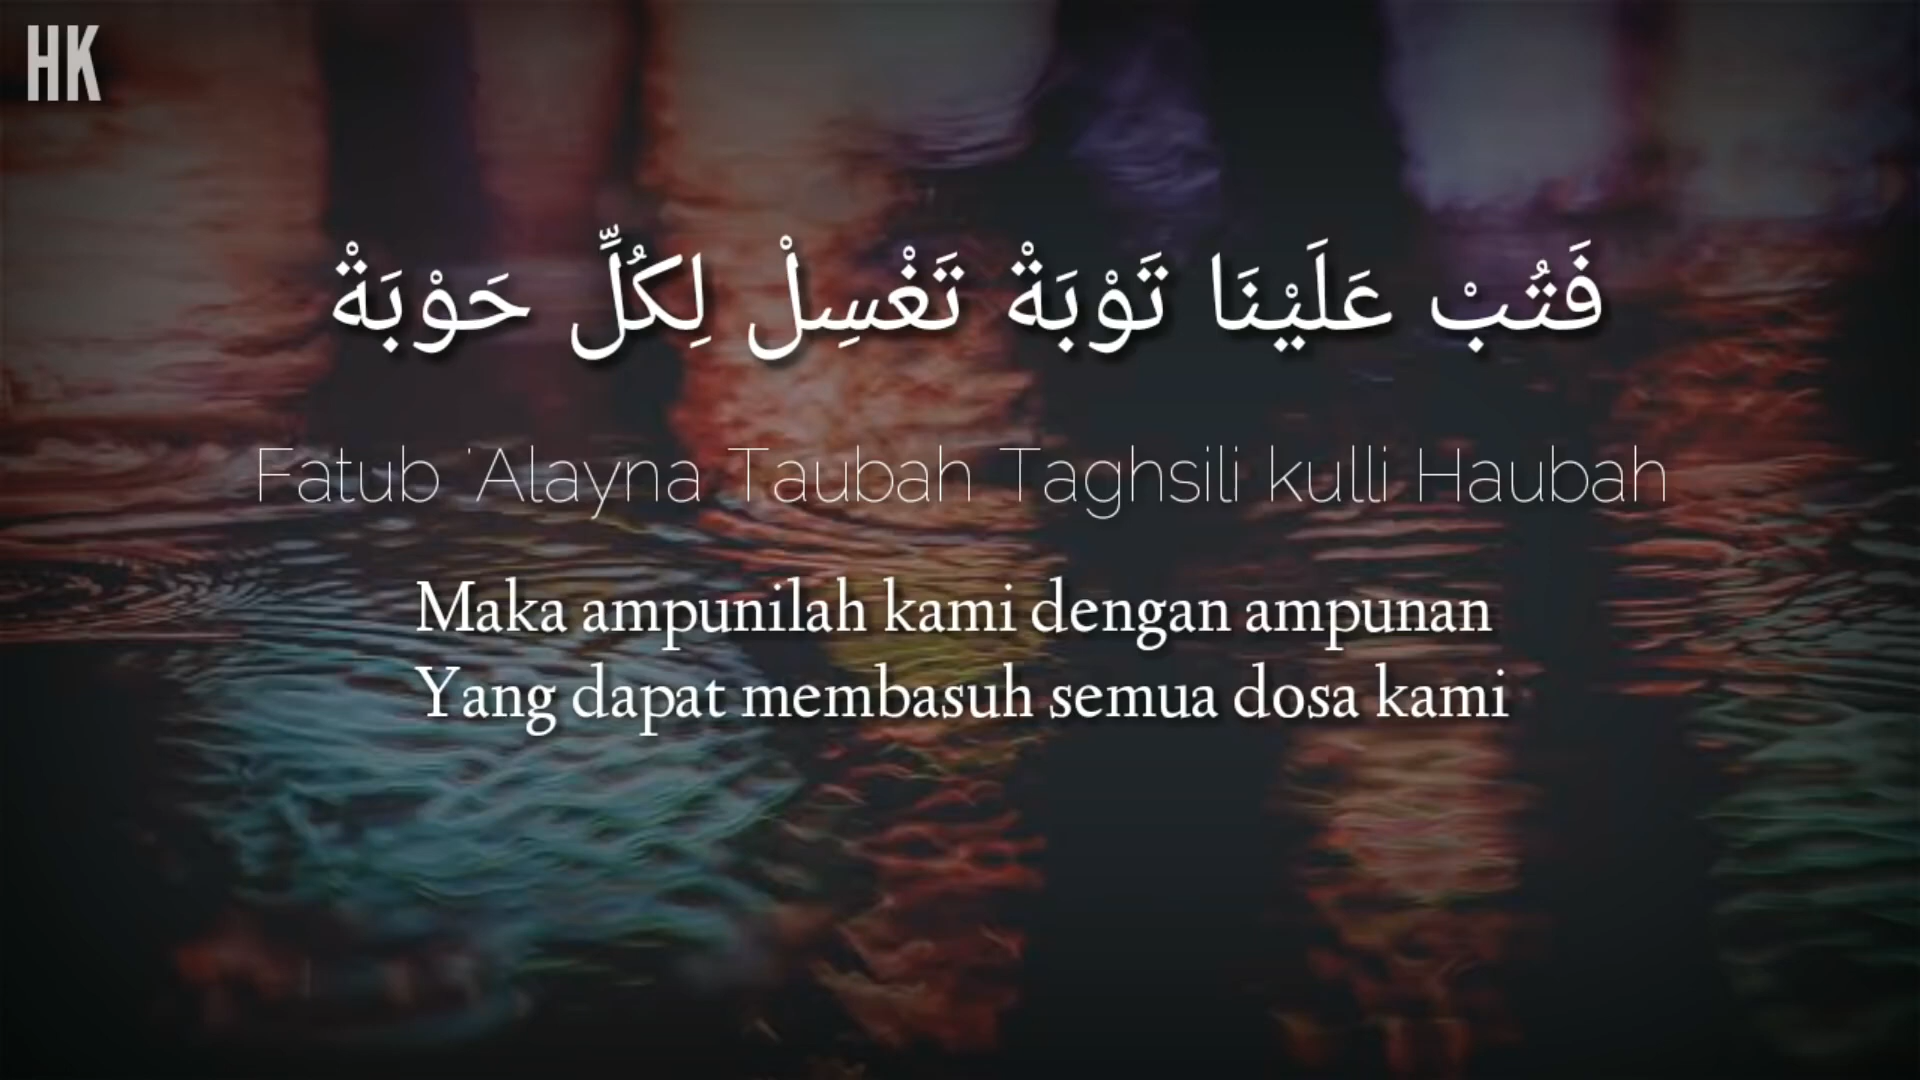 HK
فَتُبْ عَلَيْنَا تَوْبَةْ تَغْسِلْ لِكُلِّ حَوْبَةْ
Fatub 'Alayna Taubah Taghsili kulli Haubah
Maka ampunilah kami dengan ampunan
Yang dapat membasuh semua dosa kami